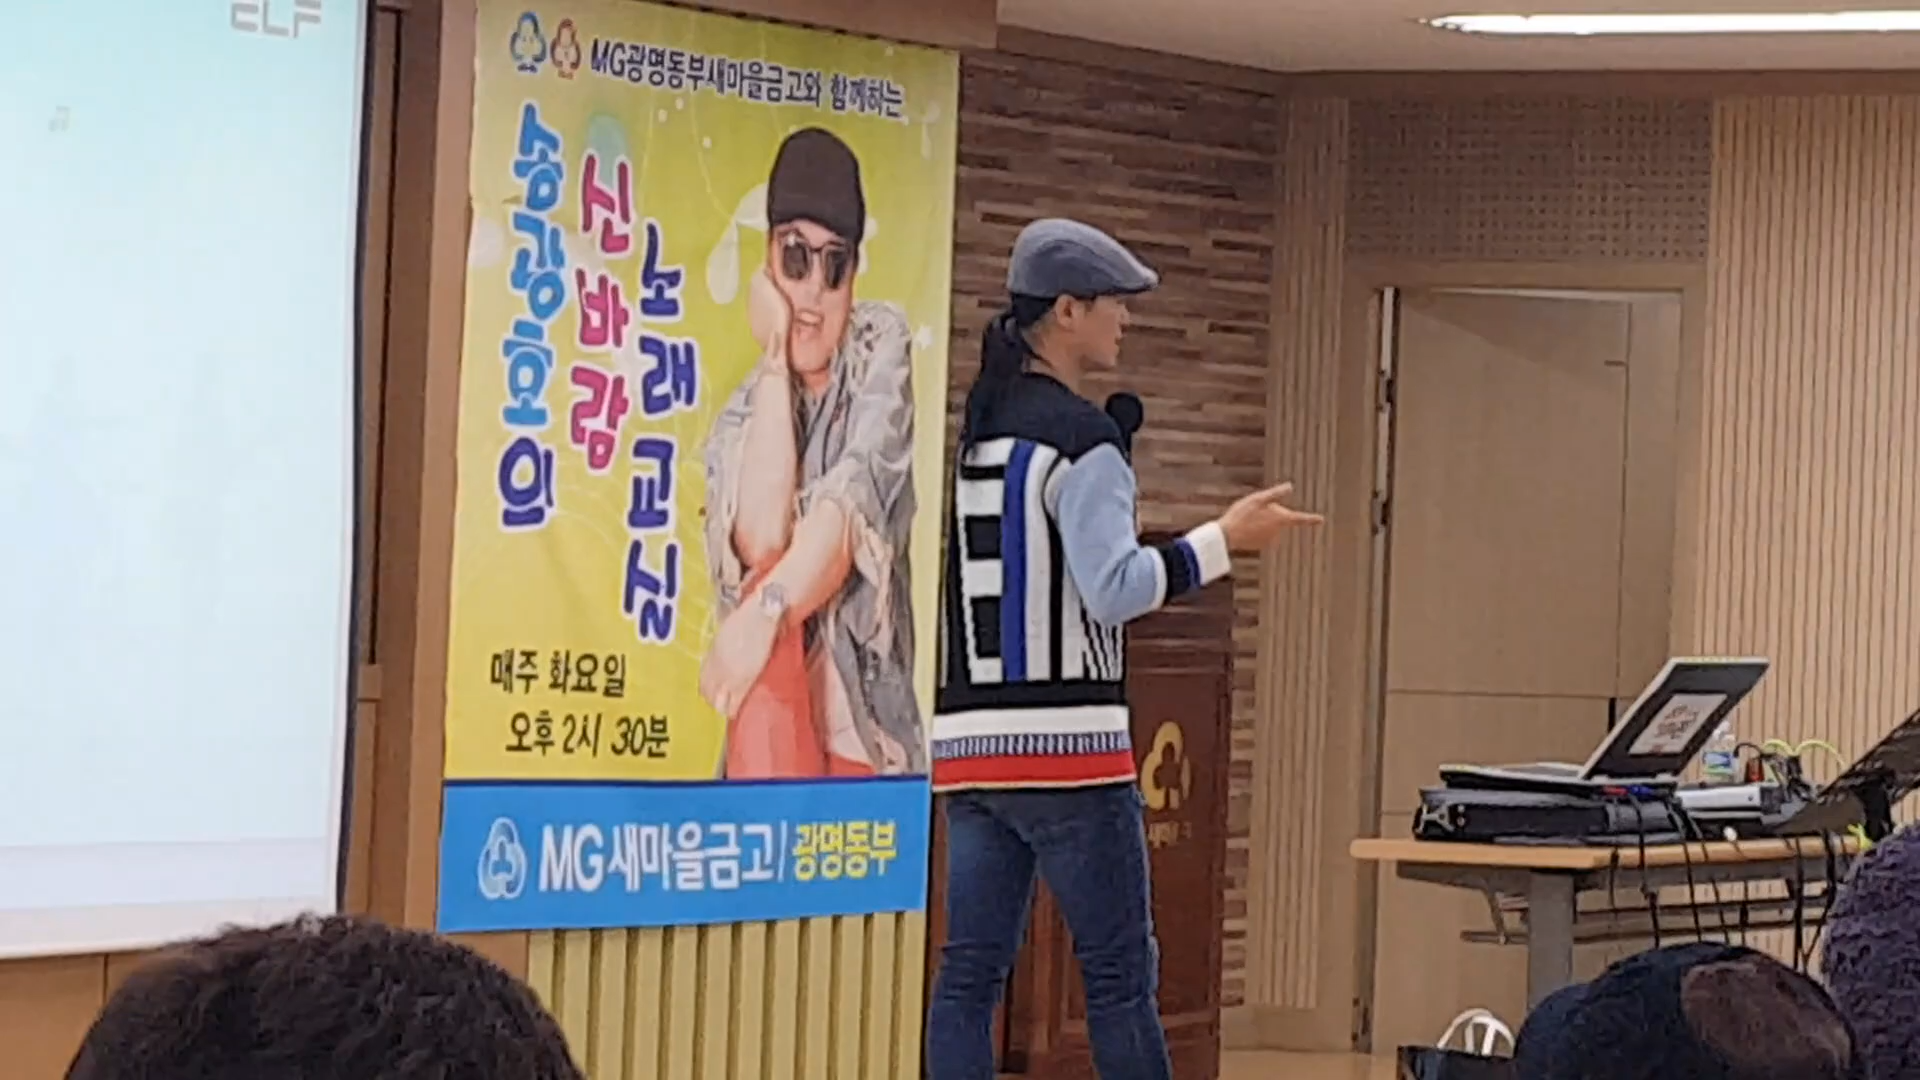 MG광명동부새마을금고와 함께하는
송광호의
신바람
노래교실
매주 화요일
오후 2시 30분
MG새마을금고 광명동부